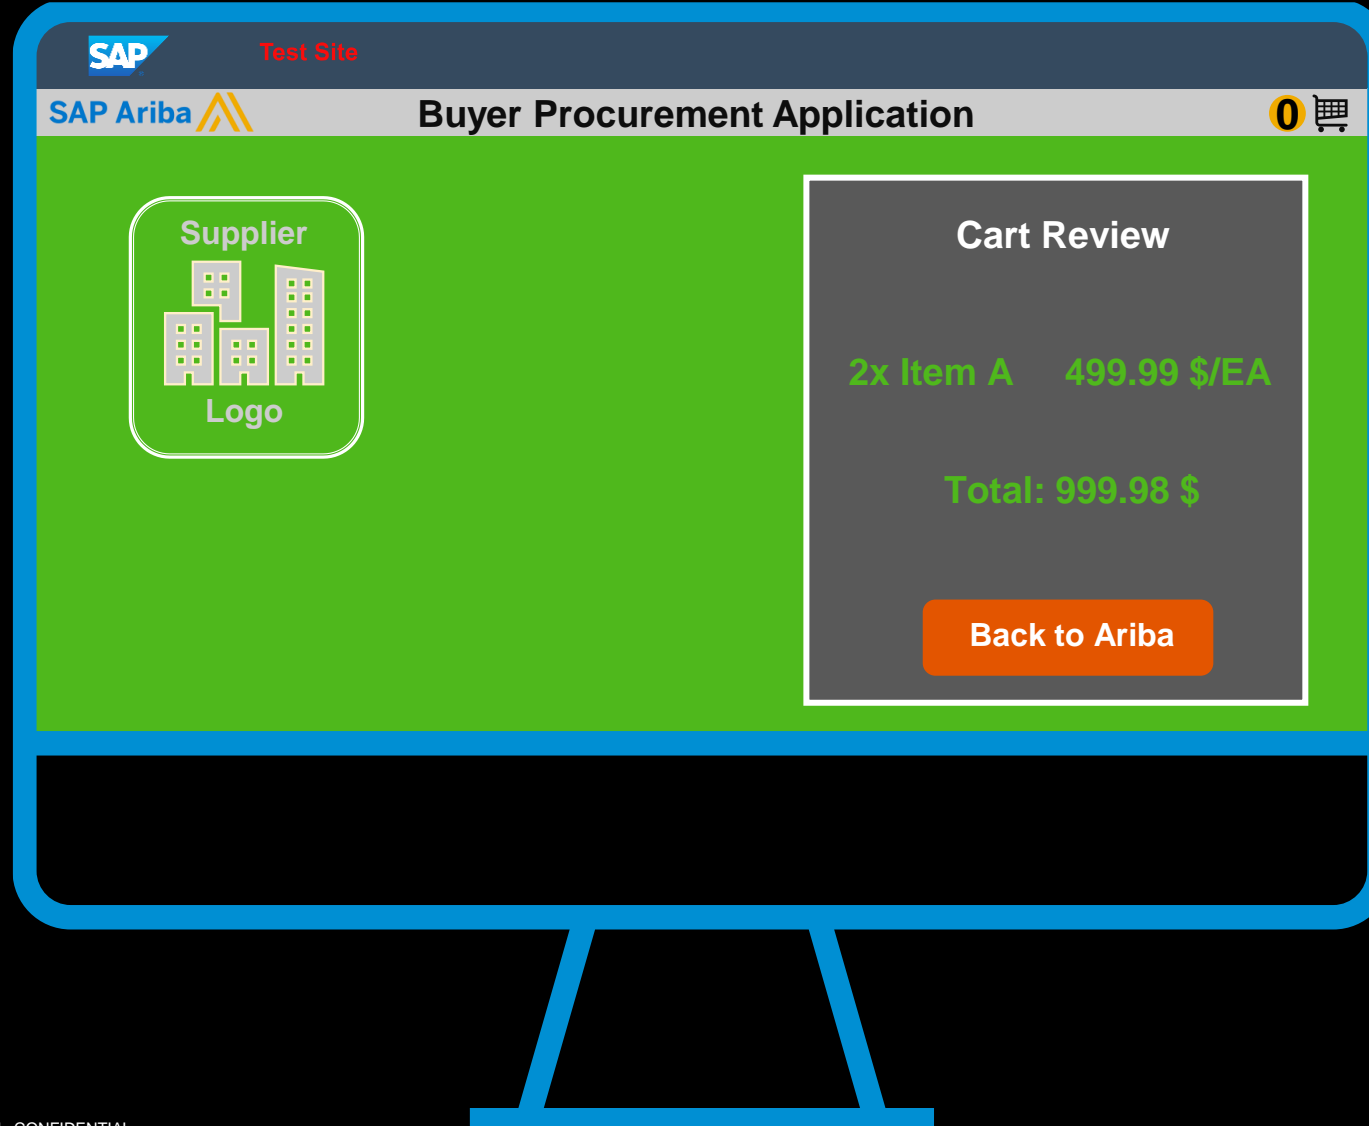 SAP
Test Site
SAP Ariba
Buyer Procurement Application
0
Supplier
Logo
Cart Review
2x Item A 499.99 $/EA
Total: 999.98 $
Back to Ariba
CONFIDENTIAL